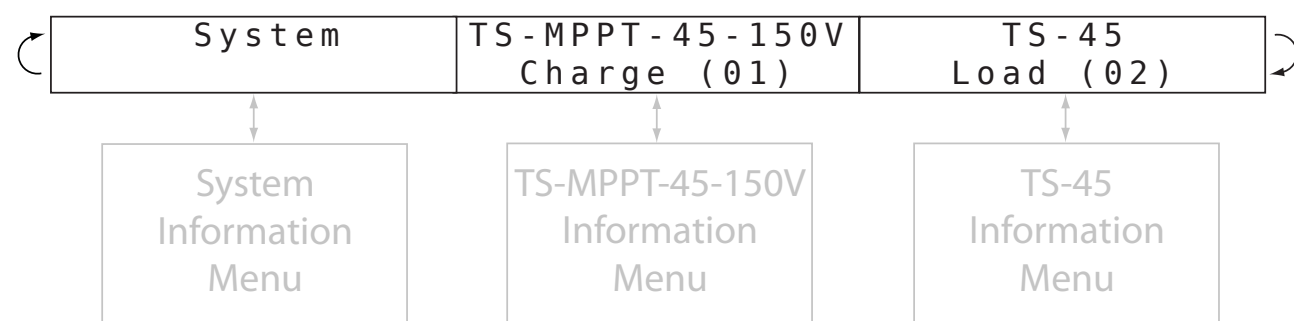 System
TS-MPPT-45-150V
Charge (01)
TS-45
Load (02)
System
Information
Menu
TS-MPPT-45-150V
Information
Menu
TS-45
Information
Menu